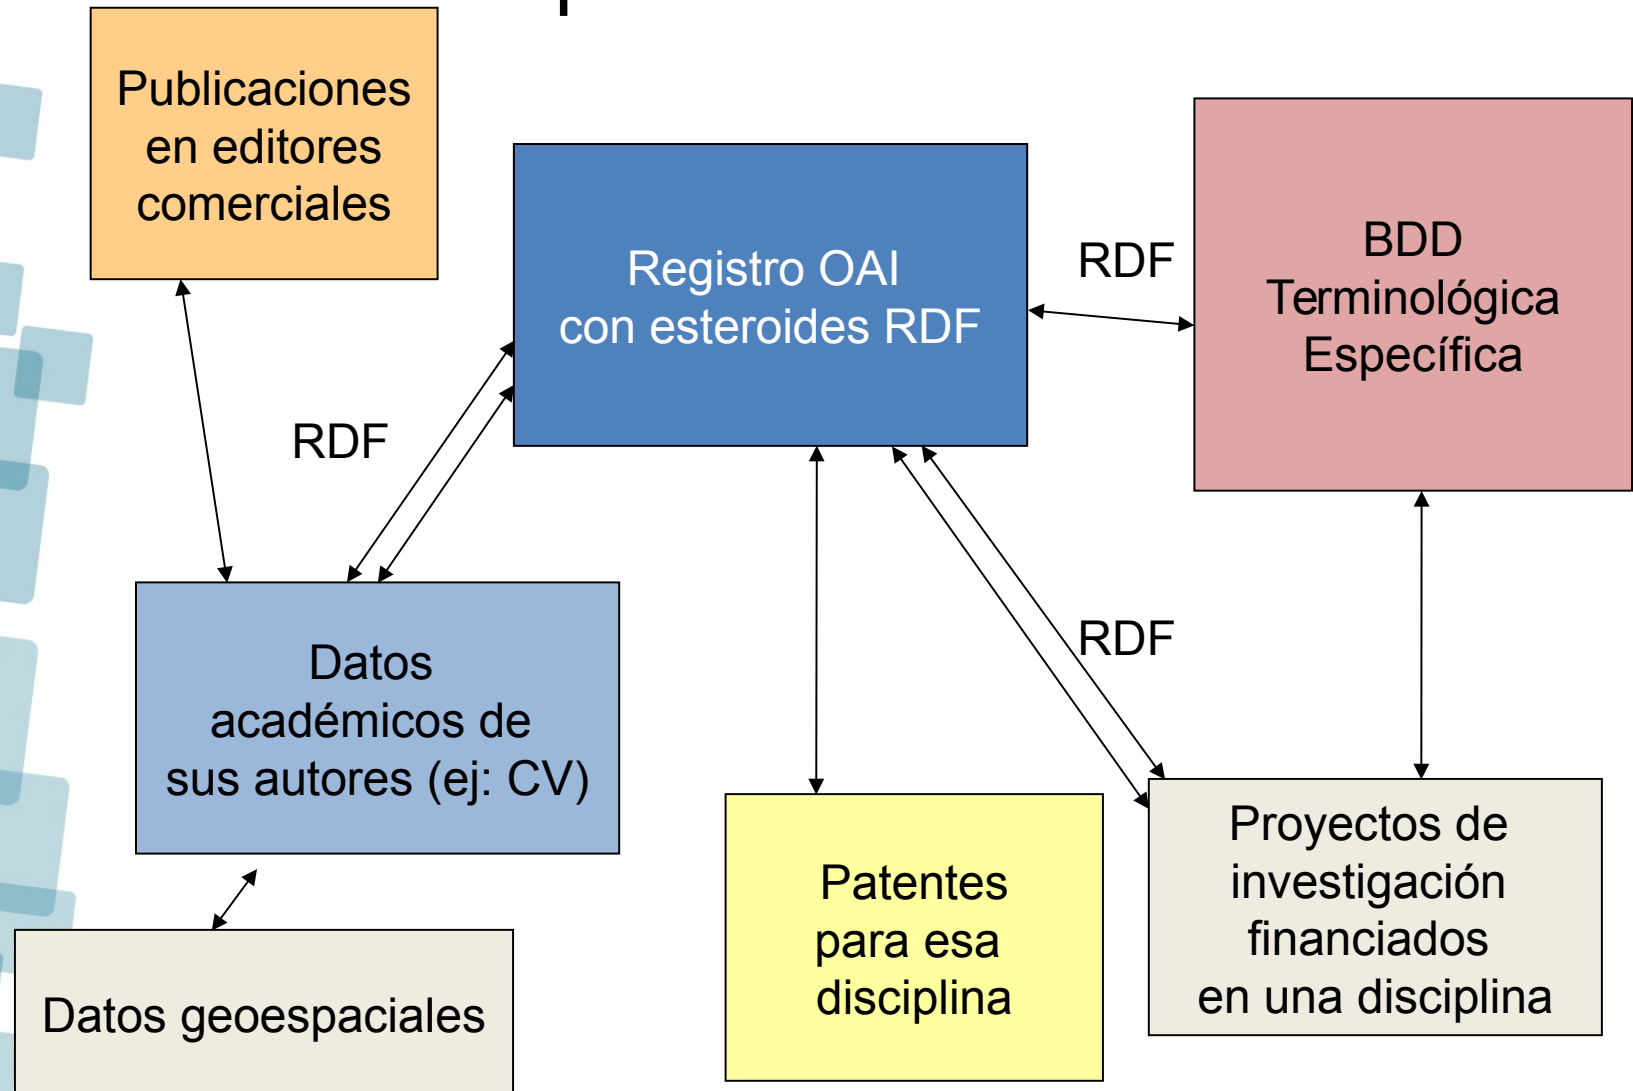 Publicaciones
en editores
comerciales
Registro OAI
con esteroides RDF
RDF
BDD
Terminológica
Específica
RDF
Datos
académicos de
sus autores (ej: CV)
RDF
Patentes
para esa
disciplina
Proyectos de
investigación
financiados
en una disciplina
Datos geoespaciales